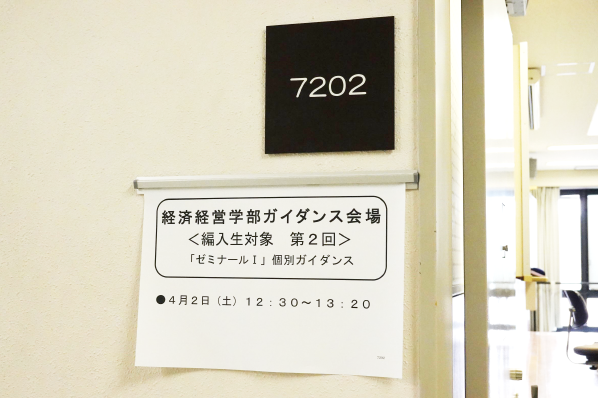 7202
経済経営学部ガイダンス会場
＜編入生対象　第２回＞
「ゼミナールⅠ」個別ガイダンス
●４月２日（土）１２：３０～１３：２０